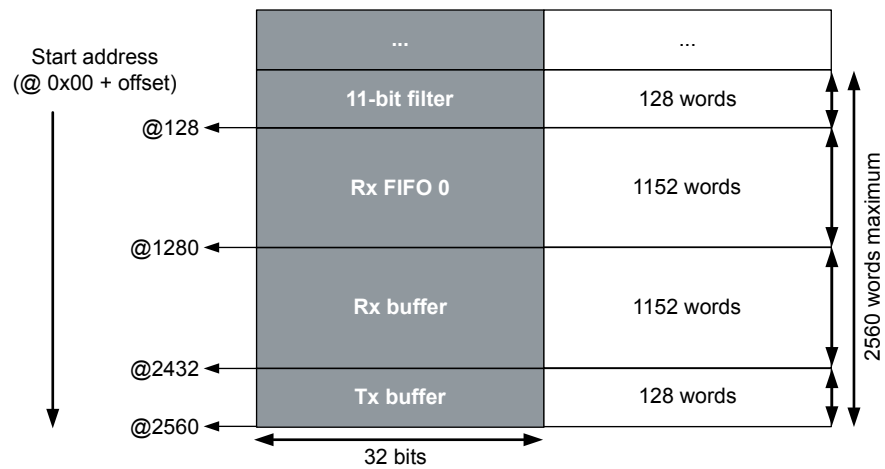 ...
...
Start address
(@ 0x00 + offset)
11-bit filter
128 words
@128
Rx FIFO 0
1152 words
@1280
Rx buffer
1152 words
2560 words maximum
@2432
Tx buffer
128 words
@2560
32 bits